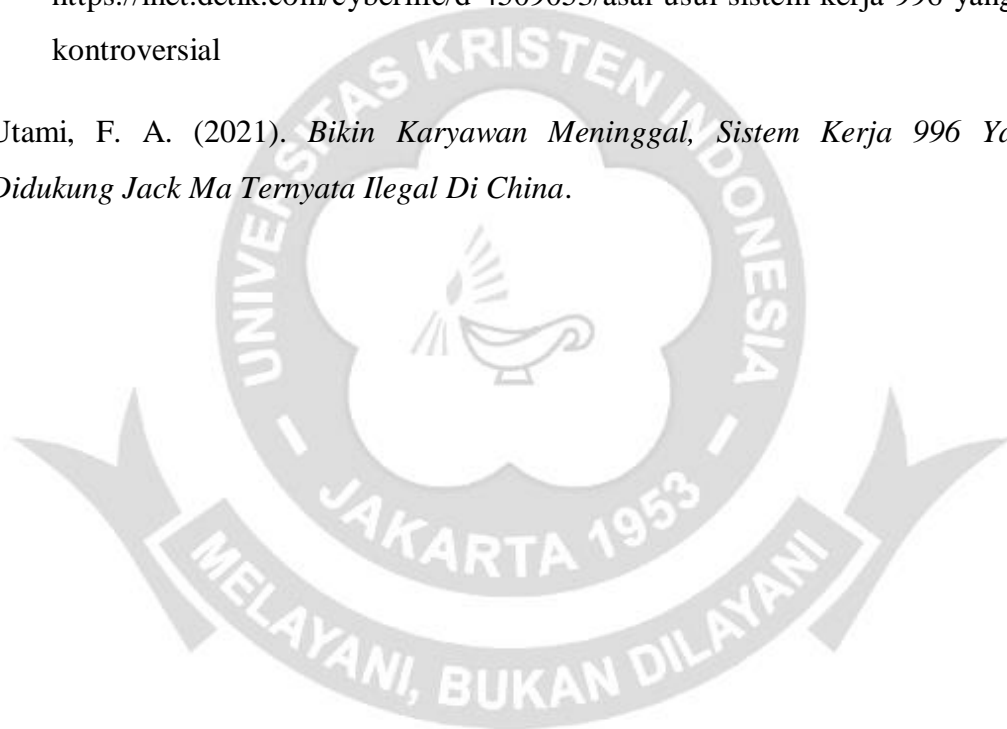 kontroversial
Utami, F. A. (2021). Bikin Karyawan Meninggal, Sistem Kerja 996
Didukung Jack Ma Ternyata Ilegal Di China.
UNIVERSITAS KRISTEN INDONESIA
JAKARTA 1953
MELAYANI, BUKAN DILAYANI